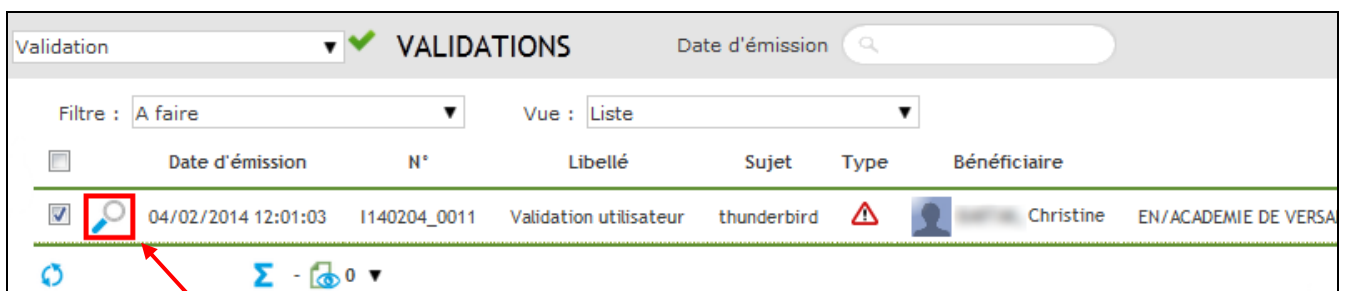 Validation VALIDATIONS Date d'émission
Filtre : A faire Vue : Liste
Date d'émission N° Libellé Sujet Type Bénéficiaire
04/02/2014 12:01:03 I140204_0011 Validation utilisateur thunderbird Christine EN/ACADEMIE DE VERSA
Σ - 0